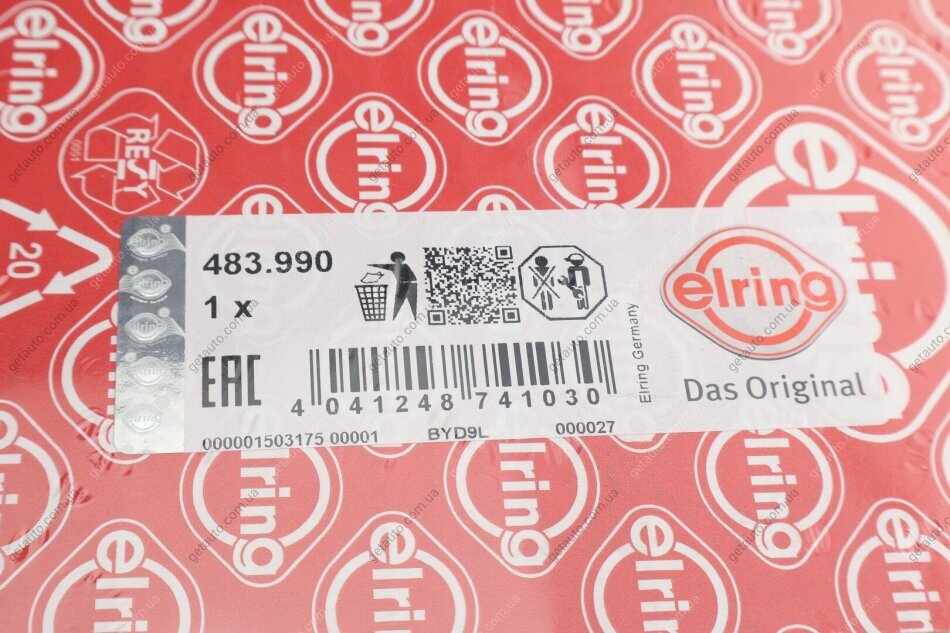 483.990
1 x
EAC
4 041248 741030
000001503175 00001 BYD9L 000027
Elring Germany
elring
Das Original
RESY
0001
20
elring
getauto.com.ua